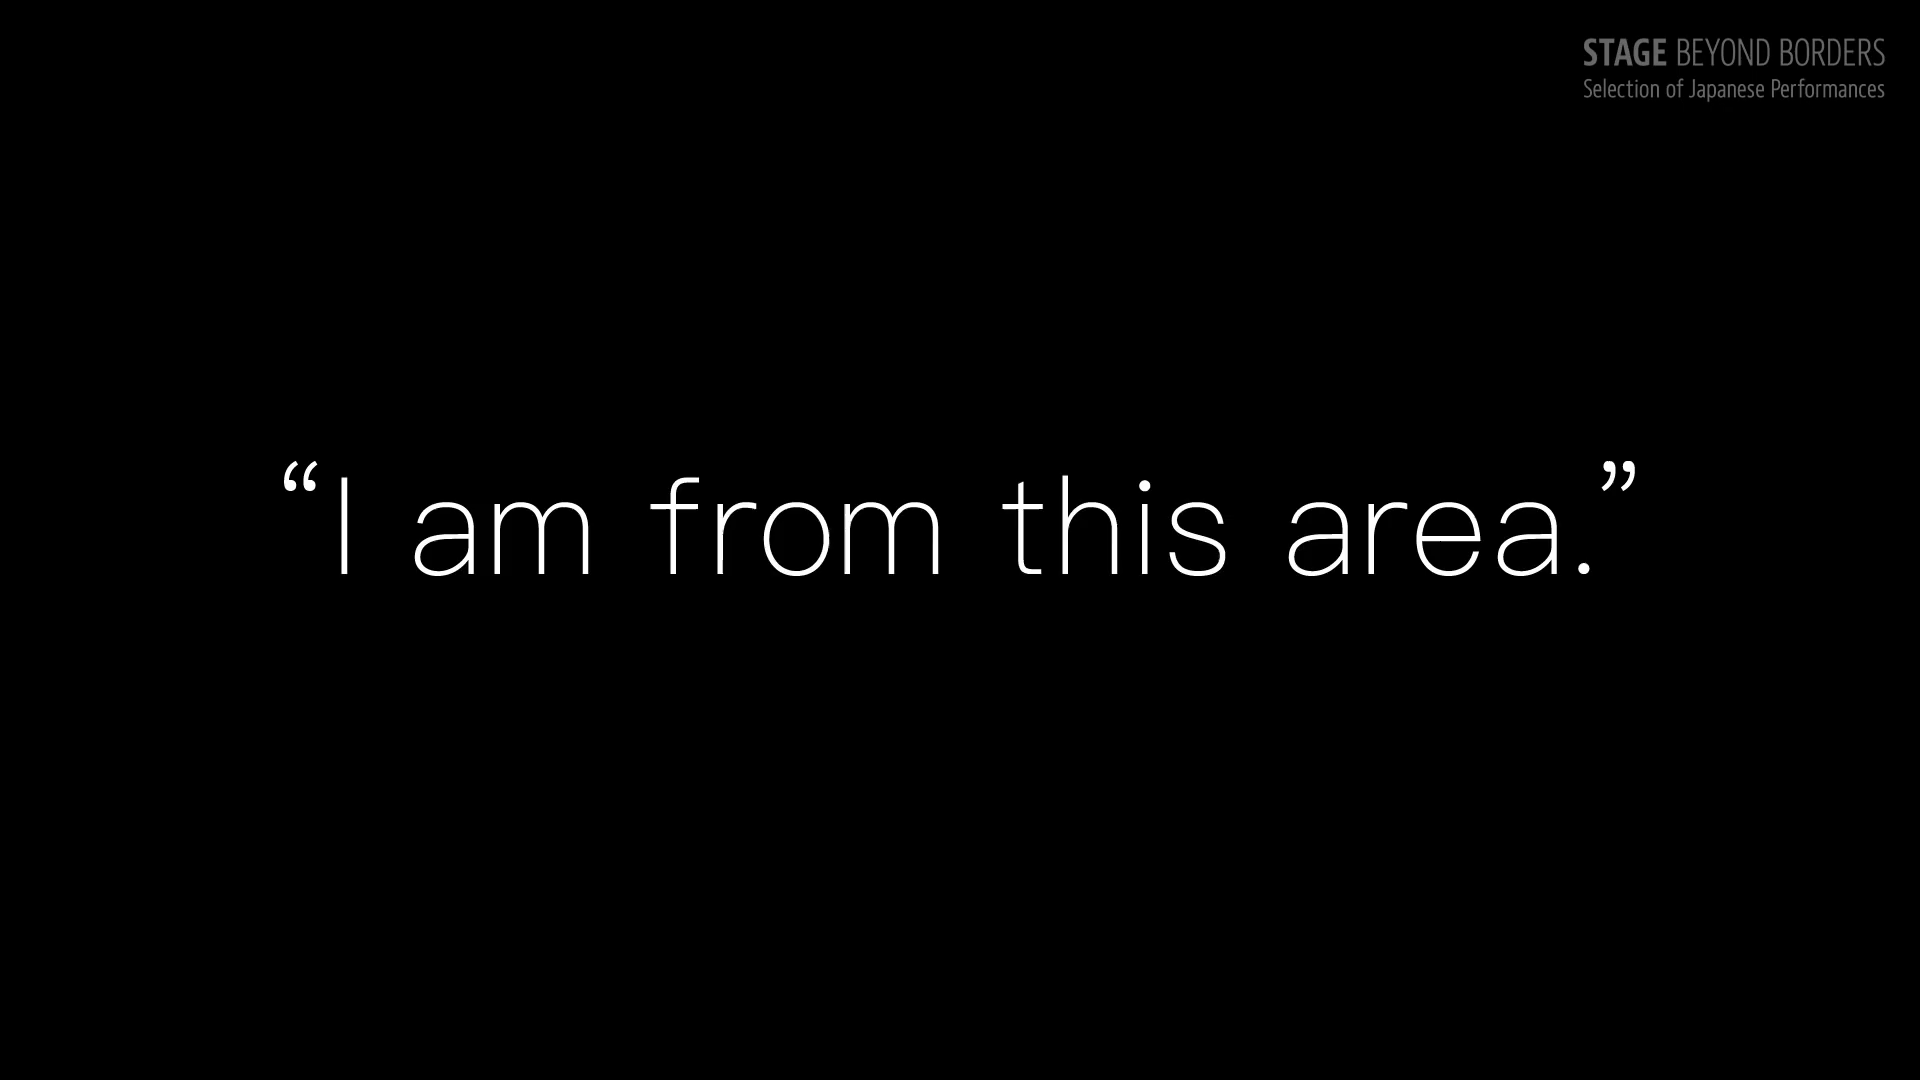 STAGE BEYOND BORDERS
Selection of Japanese Performances
“I am from this area.”